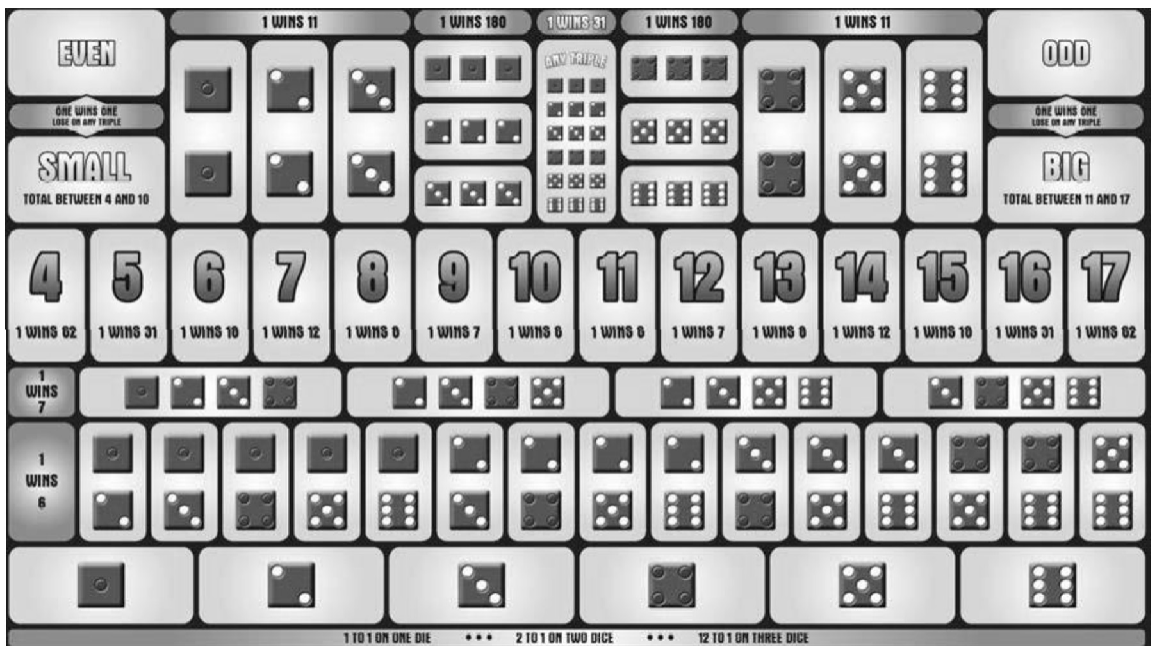 1 WINS 11
1 WINS 180
1 WINS 31
1 WINS 180
1 WINS 11
EVEN
ONE WINS ONE
LOSE ON ANY TRIPLE
SMALL
TOTAL BETWEEN 4 AND 10
ANY TRIPLE
ODD
ONE WINS ONE
LOSE ON ANY TRIPLE
BIG
TOTAL BETWEEN 11 AND 17
4 5 6 7 8 9 10 11 12 13 14 15 16 17
1 WINS 62 1 WINS 31 1 WINS 18 1 WINS 12 1 WINS 8 1 WINS 7 1 WINS 6 1 WINS 6 1 WINS 7 1 WINS 8 1 WINS 12 1 WINS 18 1 WINS 31 1 WINS 62
1
WINS
7
1
WINS
6
1 TO 1 ON ONE DIE ••• 2 TO 1 ON TWO DICE ••• 12 TO 1 ON THREE DICE